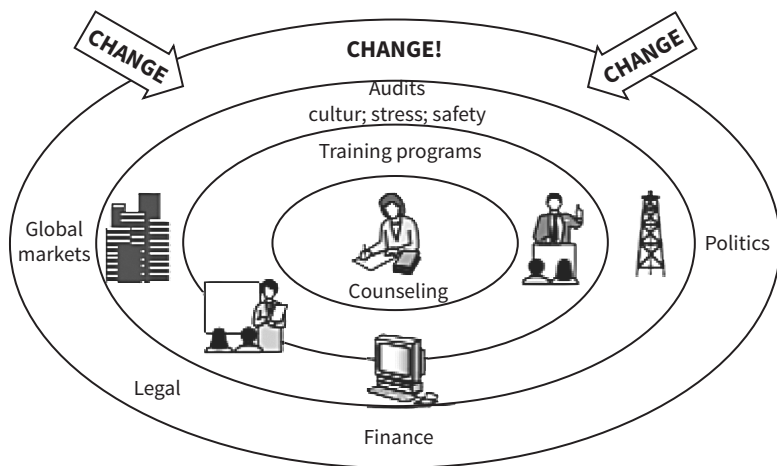 CHANGE
CHANGE!
CHANGE
Audits
cultur; stress; safety
Training programs
Global
markets
Politics
Counseling
Legal
Finance